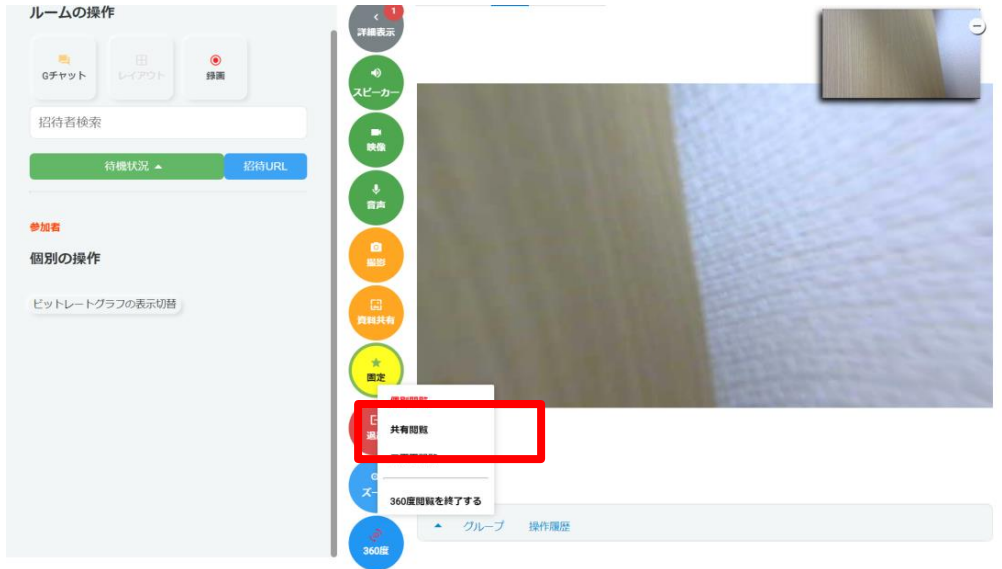 ルームの操作
Gチャット
レイアウト
録画
招待者検索
待機状況
招待URL
参加者
個別の操作
ビットレートグラフの表示切替
1
詳細表示
スピーカー
映像
音声
撮影
資料共有
固定
個別閲覧
共有閲覧
360度閲覧を終了する
360度
グループ
操作履歴